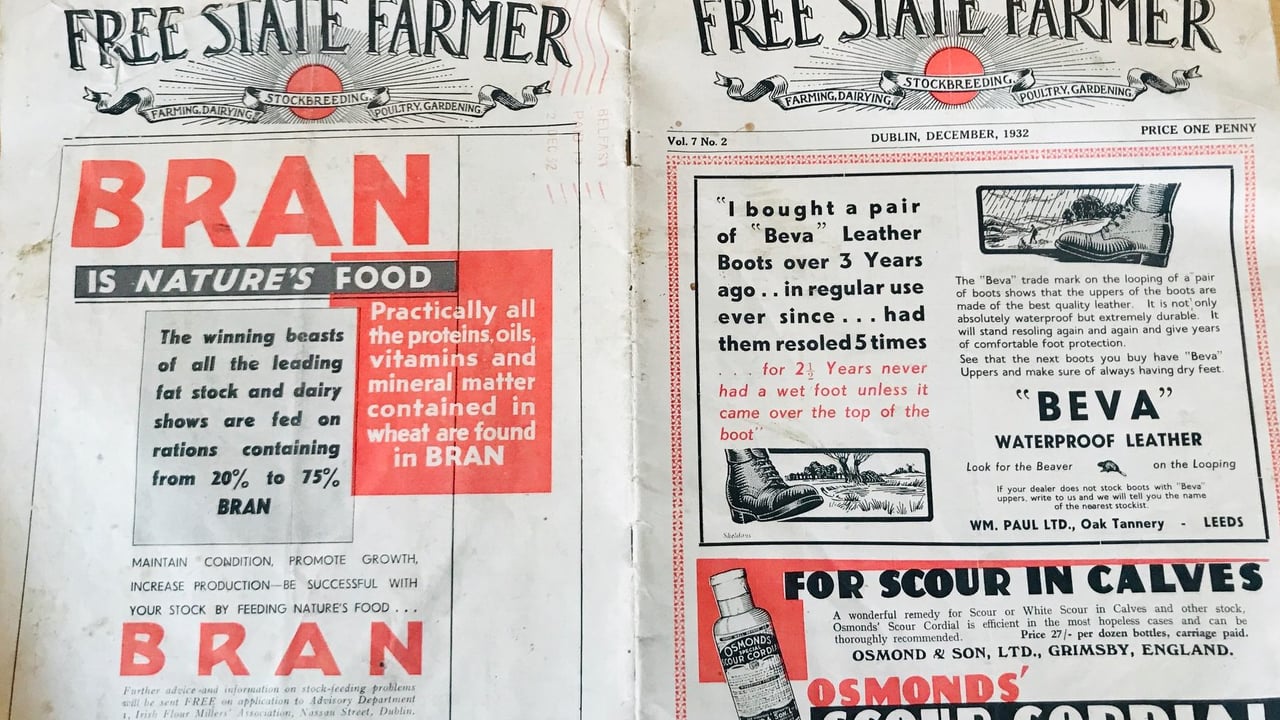 FREE STATE FARMER
STOCKBREEDING,
FARMING, DAIRYING,
POULTRY, GARDENING
BELFAST
BRAN
IS NATURE'S FOOD
Practically all
the proteins, oils,
vitamins and
mineral matter
contained in
wheat are found
in BRAN
The winning beasts
of all the leading
fat stock and dairy
shows are fed on
rations containing
from 20% to 75%
BRAN
MAINTAIN CONDITION, PROMOTE GROWTH,
INCREASE PRODUCTION—BE SUCCESSFUL WITH
YOUR STOCK BY FEEDING NATURE'S FOOD . . .
BRAN
Further advice and information on stock-feeding problems
will be sent FREE on application to Advisory Department
1, Irish Flour Millers' Association, Nassau Street, Dublin.
FREE STATE FARMER
STOCKBREEDING,
FARMING, DAIRYING,
POULTRY, GARDENING.
Vol. 7 No. 2
DUBLIN, DECEMBER, 1932
PRICE ONE PENNY
"I bought a pair
of "Beva" Leather
Boots over 3 Years
ago . . in regular use
ever since . . . had
them resoled 5 times
. . . for 2½ Years never
had a wet foot unless it
came over the top of the
boot"
The "Beva" trade mark on the looping of a pair
of boots shows that the uppers of the boots are
made of the best quality leather. It is not only
absolutely waterproof but extremely durable. It
will stand resoling again and again and give years
of comfortable foot protection.
See that the next boots you buy have "Beva"
Uppers and make sure of always having dry feet.
"BEVA"
WATERPROOF LEATHER
Look for the Beaver on the Looping
If your dealer does not stock boots with "Beva"
uppers, write to us and we will tell you the name
of the nearest stockist.
WM. PAUL LTD., Oak Tannery - LEEDS
FOR SCOUR IN CALVES
A wonderful remedy for Scour or White Scour in Calves and other stock,
Osmonds' Scour Cordial is efficient in the most hopeless cases and can be
thoroughly recommended. Price 27/- per dozen bottles, carriage paid.
OSMOND & SON, LTD., GRIMSBY, ENGLAND.
OSMONDS
SPECIAL
SCOUR CORDIAL
OSMONDS'
SCOUR CORDIAL